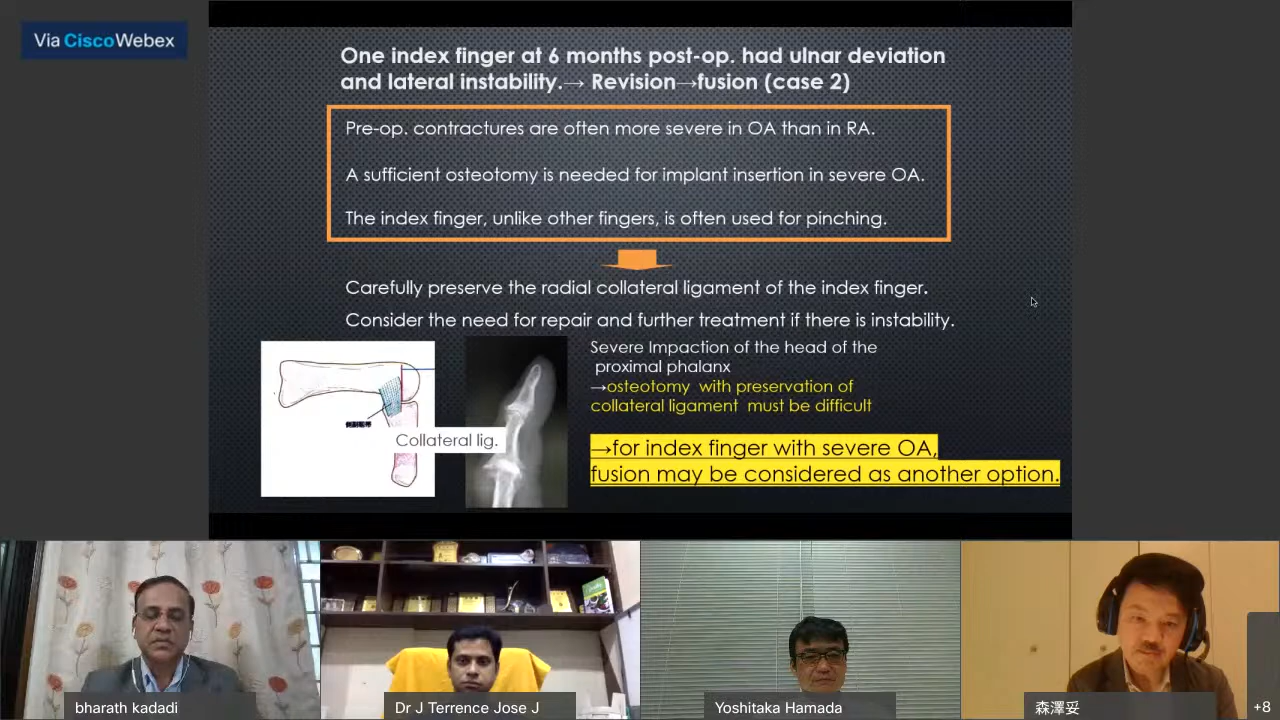 Via Cisco Webex
One index finger at 6 months post-op. had ulnar deviation
and lateral instability.→ Revision→fusion (case 2)
Pre-op. contractures are often more severe in OA than in RA.
A sufficient osteotomy is needed for implant insertion in severe OA.
The index finger, unlike other fingers, is often used for pinching.
Carefully preserve the radial collateral ligament of the index finger.
Consider the need for repair and further treatment if there is instability.
Severe Impaction of the head of the
proximal phalanx
→osteotomy with preservation of
collateral ligament must be difficult
側副靭帯
Collateral lig.
→for index finger with severe OA,
fusion may be considered as another option.
bharath kadadi
Dr J Terrence Jose J
Yoshitaka Hamada
森澤妥
+8